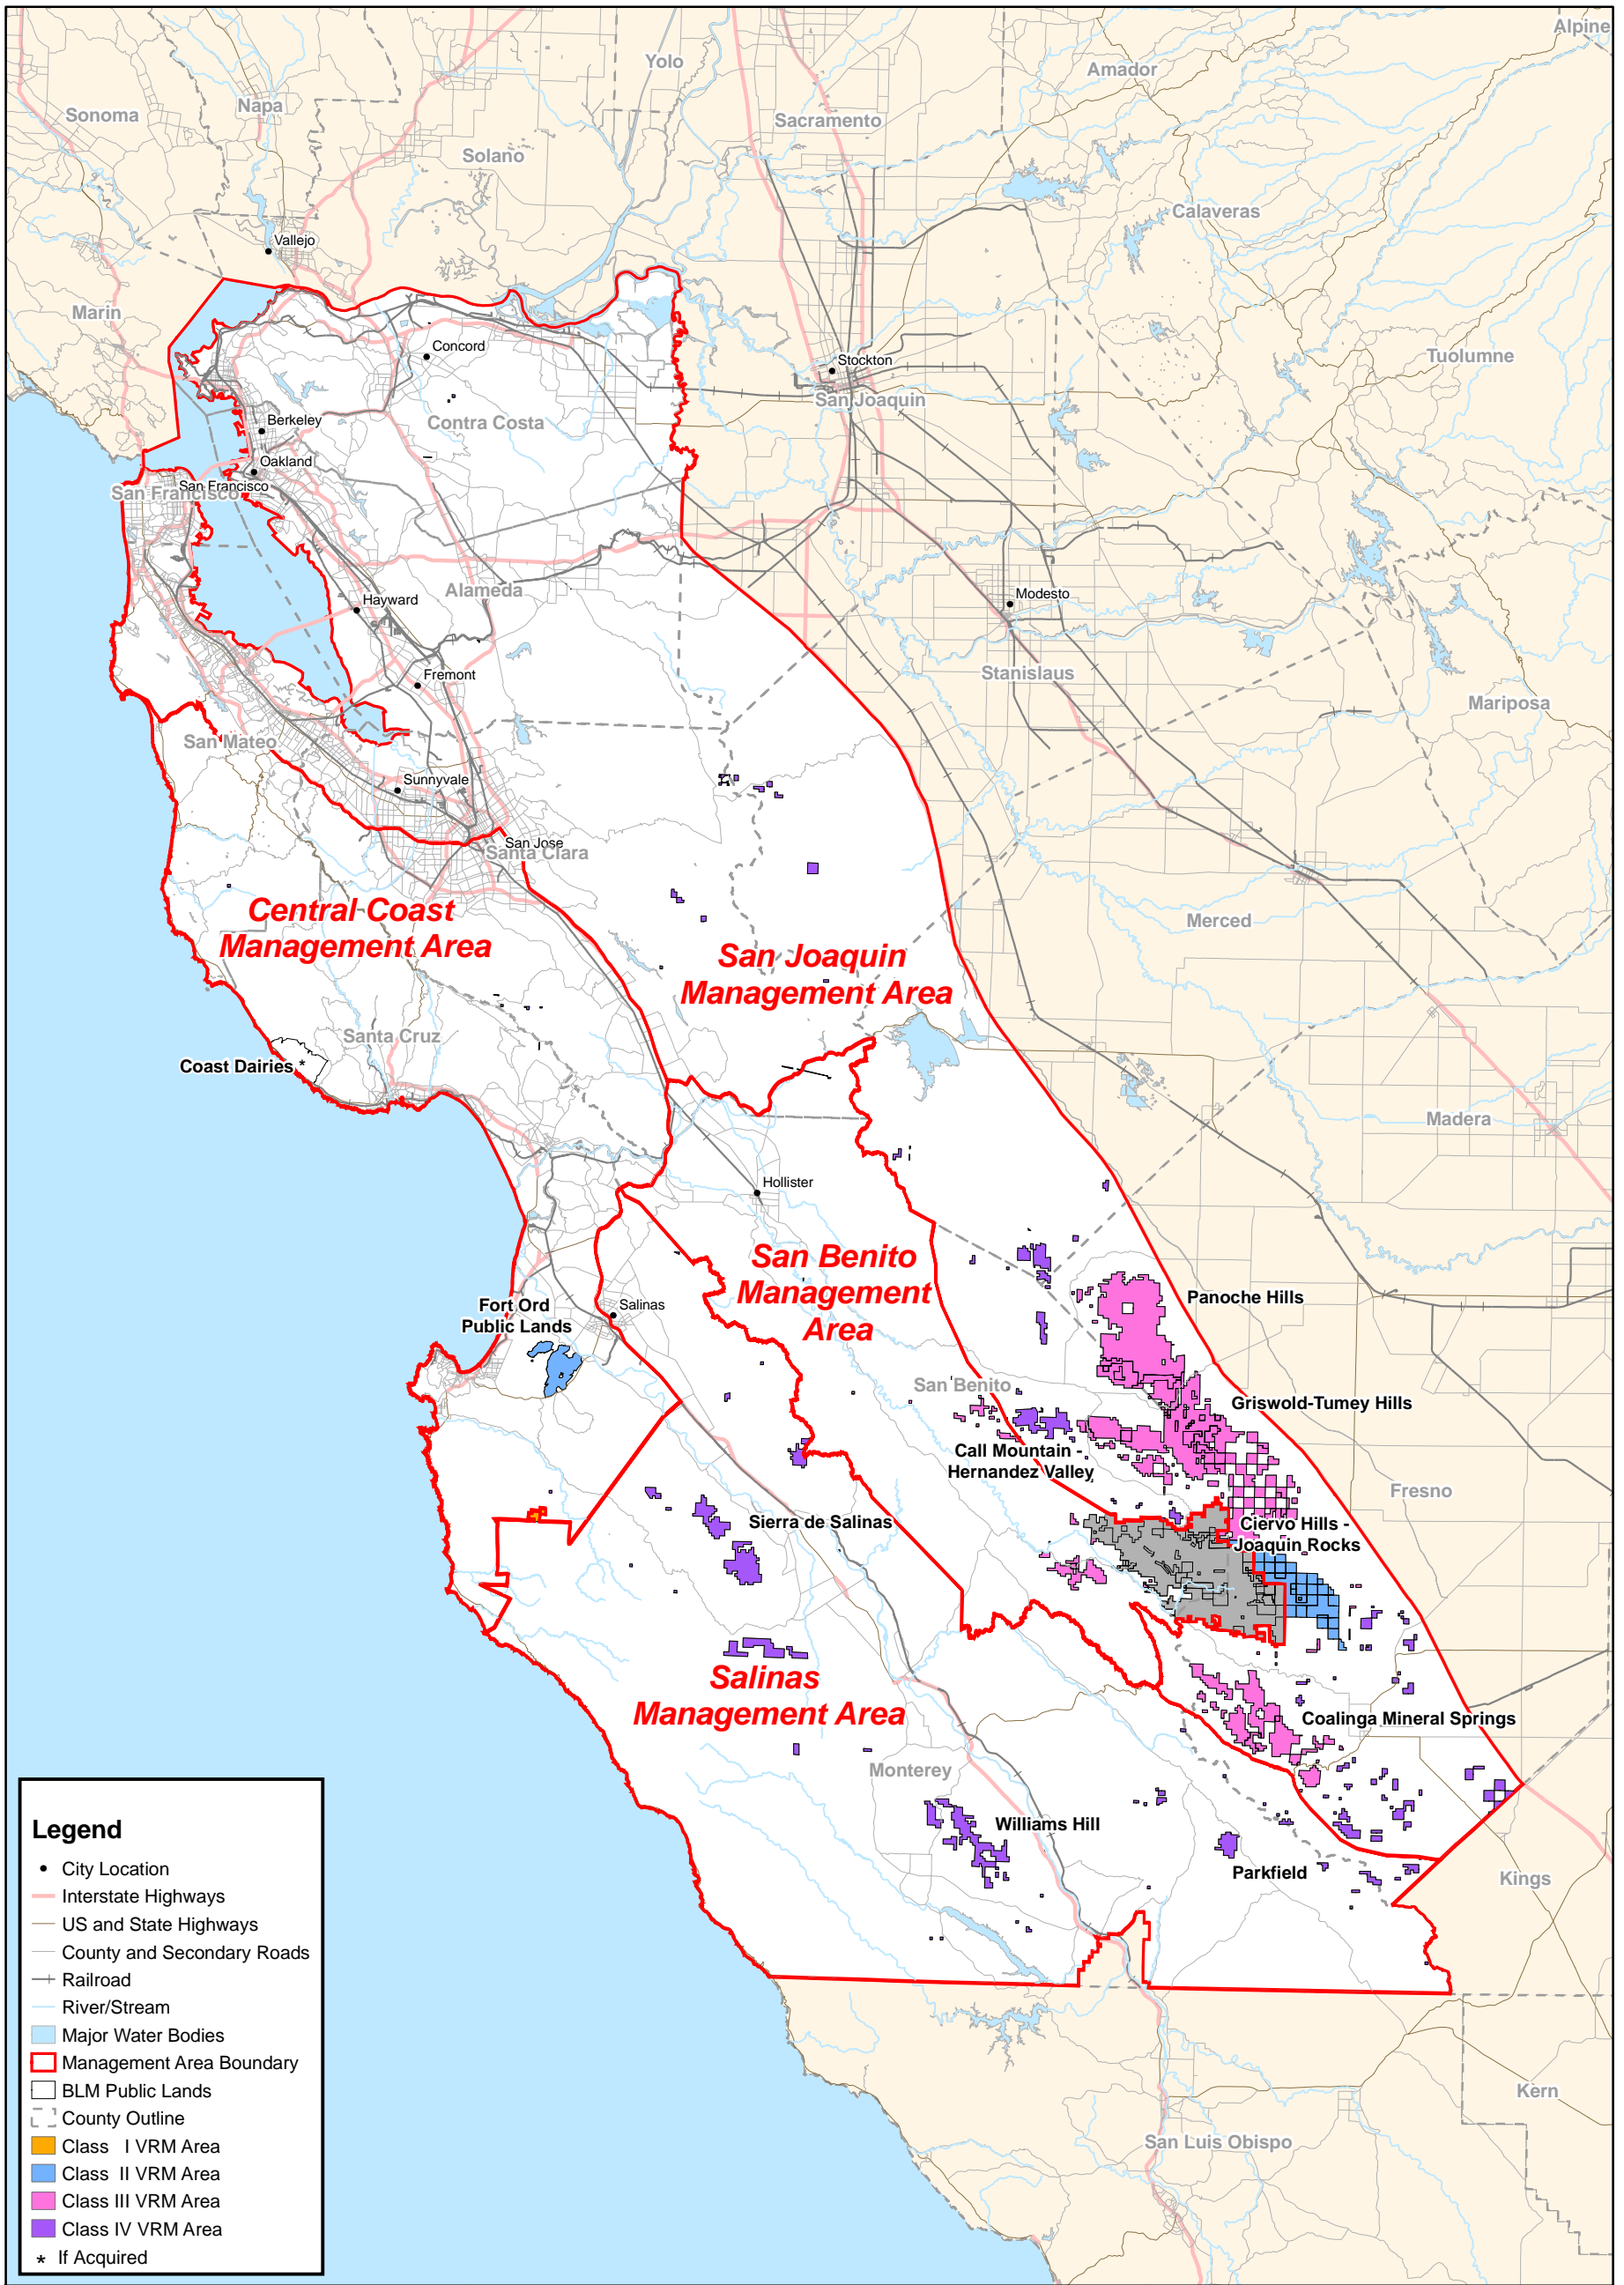 Alpine
Yolo
Amador
Napa
Sonoma
Sacramento
Solano
Calaveras
Vallejo
Marin
Concord
Stockton
Tuolumne
San Joaquin
Berkeley
Contra Costa
Oakland
San Francisco
San Francisco
Alameda
Hayward
Modesto
Fremont
Stanislaus
Mariposa
San Mateo
Sunnyvale
San Jose
Santa Clara
Central Coast
Management Area
Merced
San Joaquin
Management Area
Santa Cruz
Coast Dairies *
Madera
Hollister
San Benito
Management
Area
Panoche Hills
Fort Ord
Public Lands
Salinas
San Benito
Griswold-Tumey Hills
Call Mountain -
Hernandez Valley
Fresno
Sierra de Salinas
Ciervo Hills -
Joaquin Rocks
Salinas
Management Area
Coalinga Mineral Springs
Monterey
Williams Hill
Parkfield
Kings
Kern
San Luis Obispo
Legend
City Location
Interstate Highways
US and State Highways
County and Secondary Roads
Railroad
River/Stream
Major Water Bodies
Management Area Boundary
BLM Public Lands
County Outline
Class I VRM Area
Class II VRM Area
Class III VRM Area
Class IV VRM Area
* If Acquired